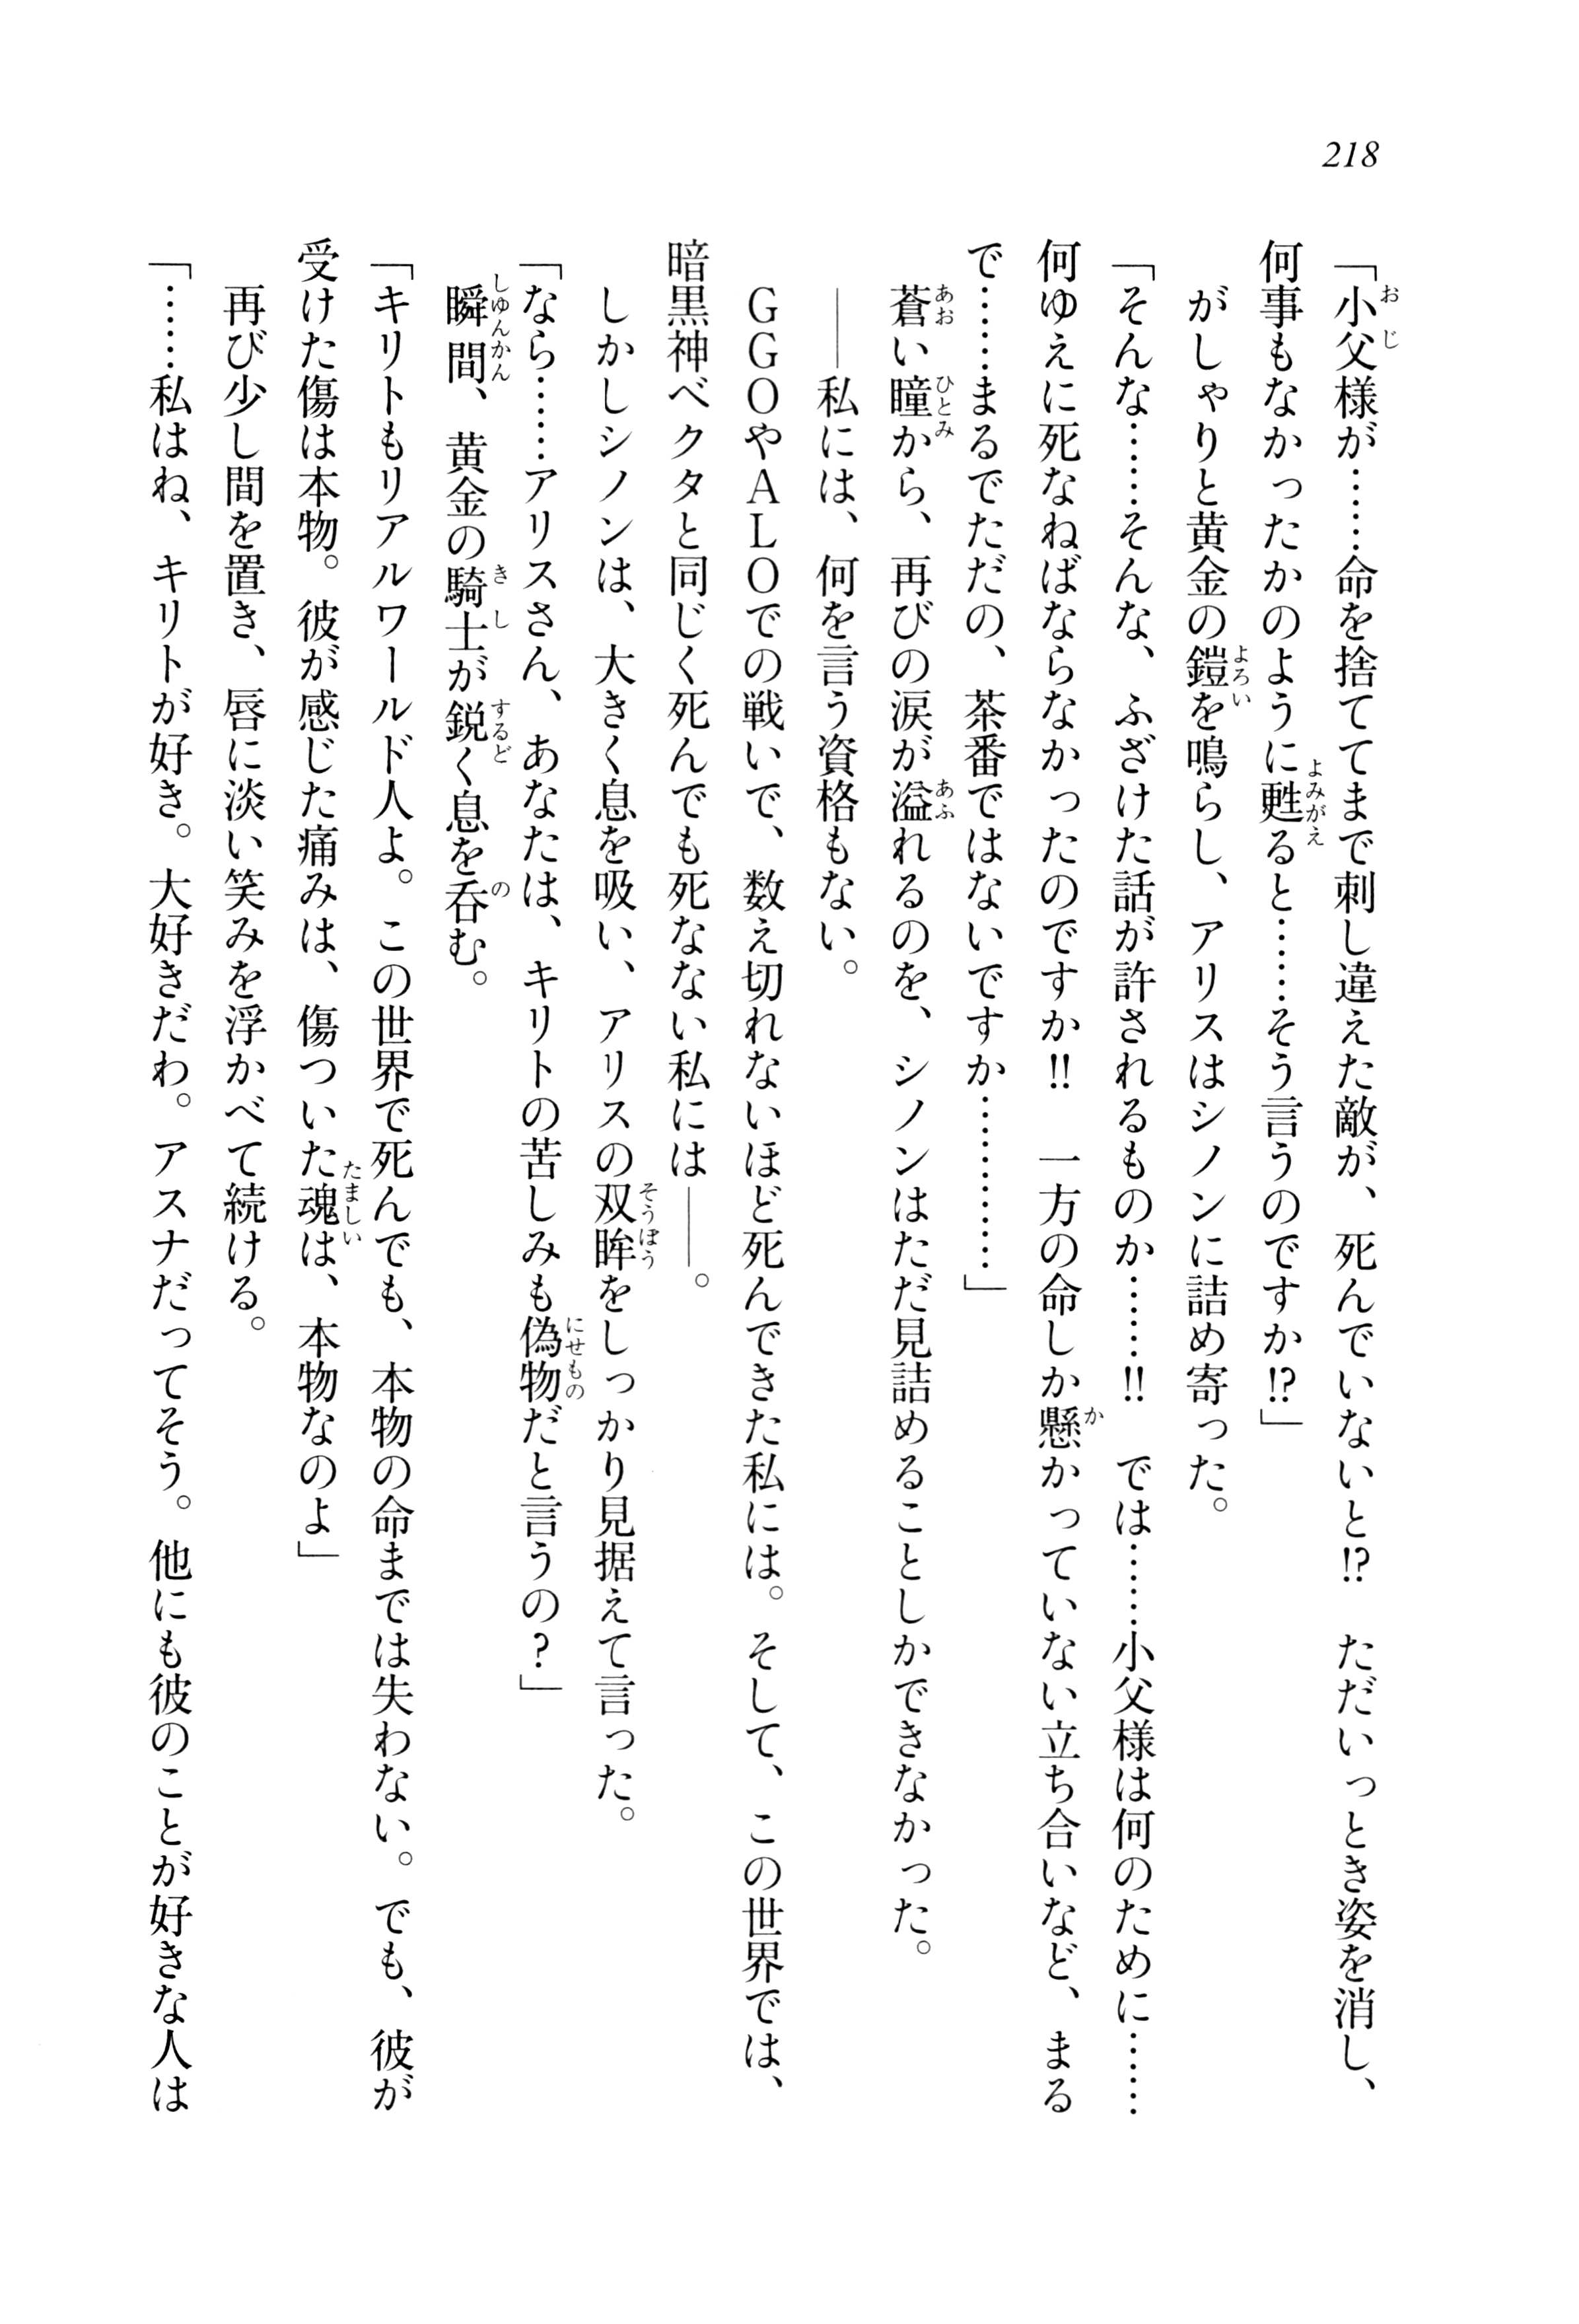 218
「小父様が……命を捨ててまで刺し違えた敵が、死んでいないと!?　ただいっとき姿を消し、
何事もなかったかのように甦ると……そう言うのですか!?」
　がしゃりと黄金の鎧を鳴らし、アリスはシノンに詰め寄った。
「そんな……そんな、ふざけた話が許されるものか……!!　では……小父様は何のために……
何ゆえに死なねばならなかったのですか!!　一方の命しか懸かっていない立ち合いなど、まる
で……まるでただの、茶番ではないですか…………」
　蒼い瞳から、再びの涙が溢れるのを、シノンはただ見詰めることしかできなかった。
　――私には、何を言う資格もない。
　ＧＧＯやＡＬＯでの戦いで、数え切れないほど死んできた私には。そして、この世界では、
暗黒神ベクタと同じく死んでも死なない私には――。
　しかしシノンは、大きく息を吸い、アリスの双眸をしっかり見据えて言った。
「なら……アリスさん、あなたは、キリトの苦しみも偽物だと言うの？」
　瞬間、黄金の騎士が鋭く息を呑む。
「キリトもリアルワールド人よ。この世界で死んでも、本物の命までは失わない。でも、彼が
受けた傷は本物。彼が感じた痛みは、傷ついた魂は、本物なのよ」
　再び少し間を置き、唇に淡い笑みを浮かべて続ける。
「……私はね、キリトが好き。大好きだわ。アスナだってそう。他にも彼のことが好きな人は